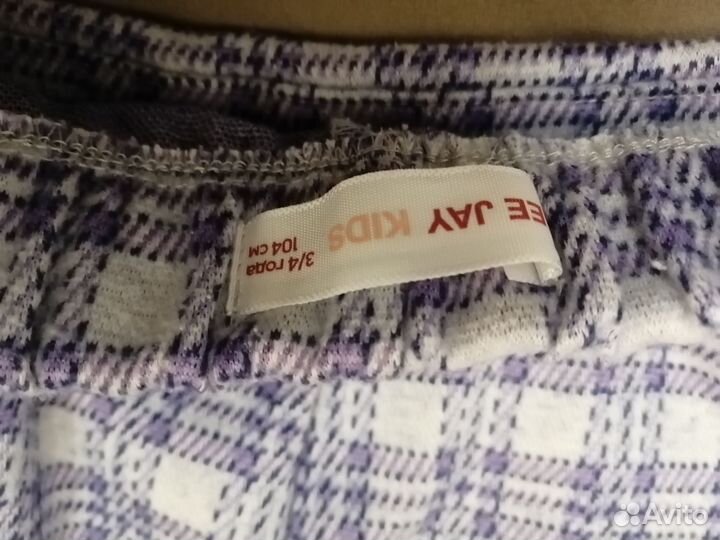 EE JAY KIDS
3/4 года
104 см
Avito